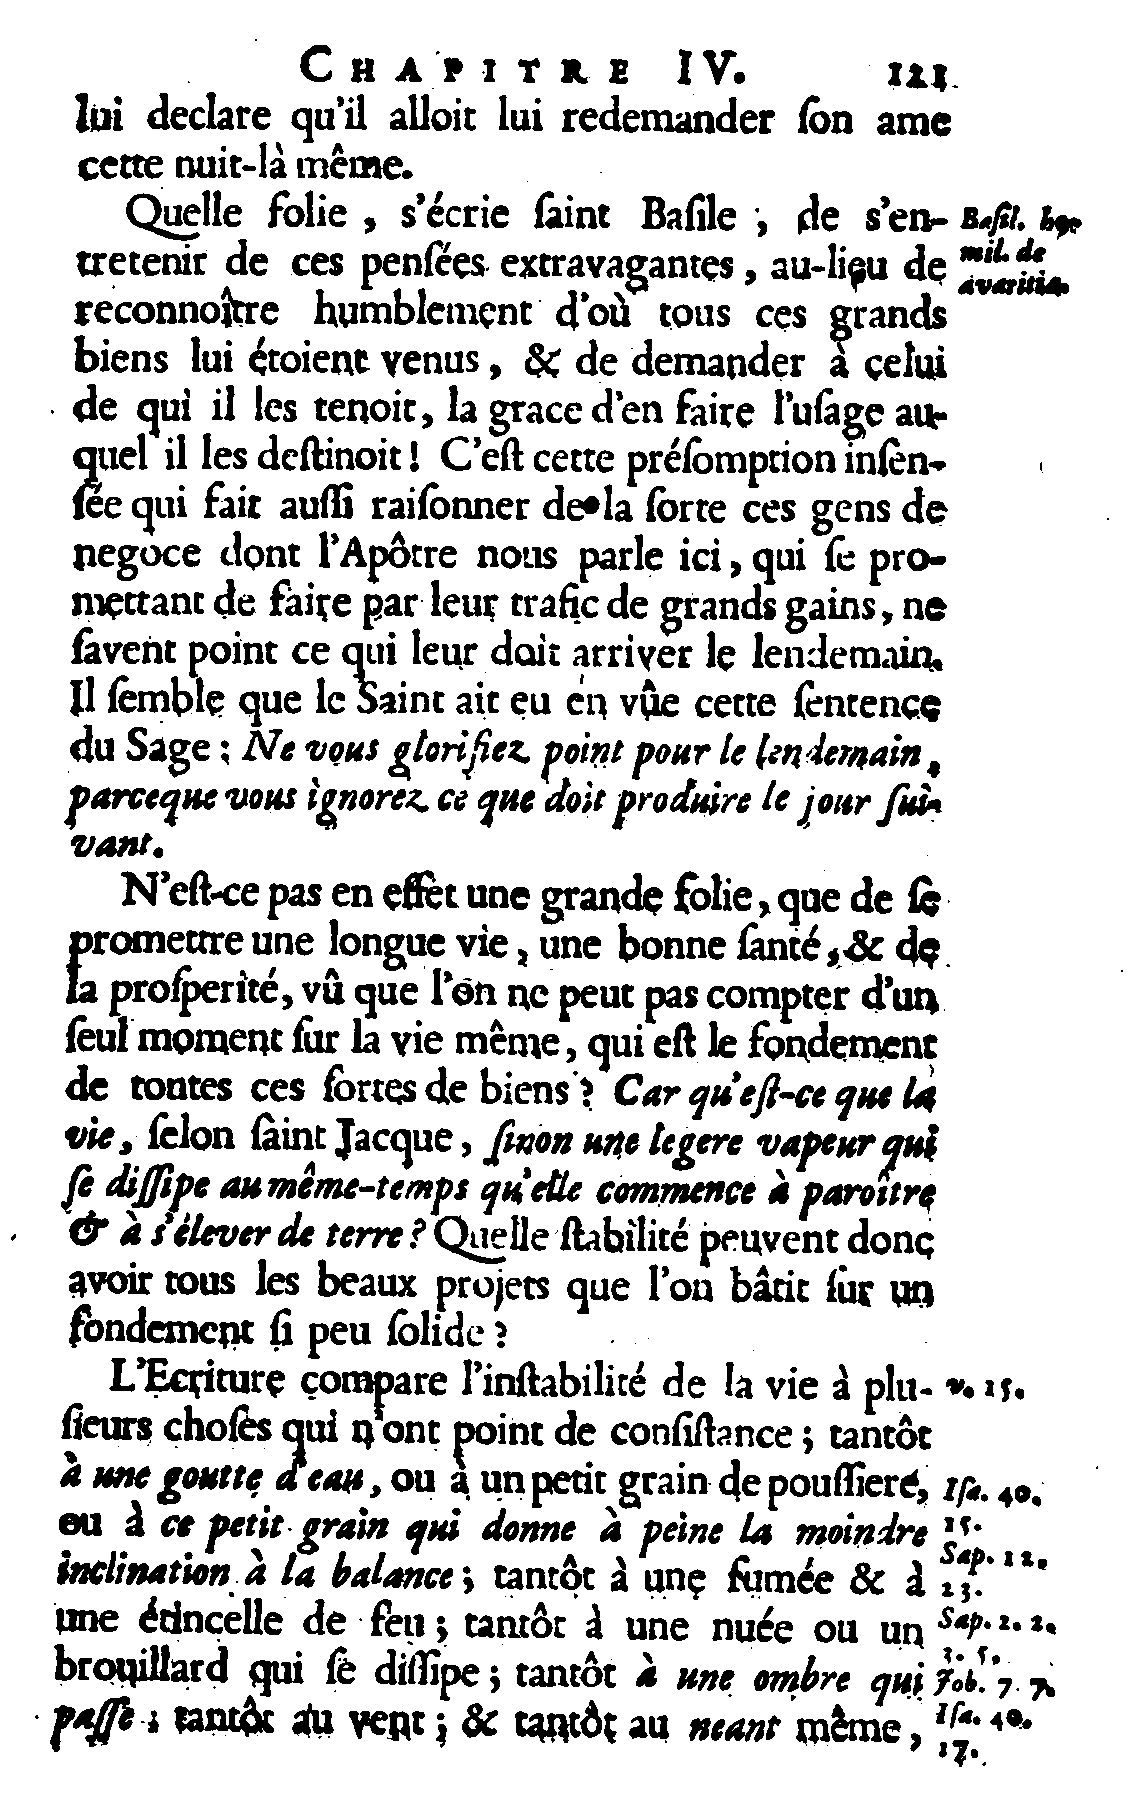 CHAPITRE IV. 121
lui declare qu'il alloit lui redemander ſon ame
cette nuit-là même.
Quelle folie, s'écrie ſaint Baſile, de s'en-
tretenir de ces penſées extravagantes, au-lieu de
reconnoître humblement d'où tous ces grands
biens lui étoient venus, & de demander à celui
de qui il les tenoit, la grace d'en faire l'uſage au-
quel il les deſtinoit! C'eſt cette préſomption inſen-
ſée qui fait auſſi raiſonner de la ſorte ces gens de
negoce dont l'Apôtre nous parle ici, qui ſe pro-
mettant de faire par leur trafic de grands gains, ne
ſavent point ce qui leur doit arriver le lendemain.
Il ſemble que le Saint ait eu en vûe cette ſentence
du Sage: Ne vous glorifiez point pour le lendemain,
parceque vous ignorez ce que doit produire le jour ſui-
vant.
N'eſt-ce pas en effet une grande folie, que de ſe
promettre une longue vie, une bonne ſanté, & de
la proſperité, vû que l'on ne peut pas compter d'un
ſeul moment ſur la vie même, qui eſt le fondement
de toutes ces ſortes de biens? Car qu'eſt-ce que la
vie, ſelon ſaint Jacque, ſinon une legere vapeur qui
ſe diſſipe au même-temps qu'elle commence à paroître
& à s'élever de terre? Quelle ſtabilité peuvent donc
avoir tous les beaux projets que l'on bâtit ſur un
fondement ſi peu ſolide?
L'Ecriture compare l'inſtabilité de la vie à plu-
ſieurs choſes qui n'ont point de conſiſtance; tantôt
à une goutte d'eau, ou à un petit grain de pouſſiere,
ou à ce petit grain qui donne à peine la moindre
inclination à la balance; tantôt à une fumée & à
une étincelle de feu; tantôt à une nuée ou un
brouillard qui ſe diſſipe; tantôt à une ombre qui
paſſe; tantôt au vent; & tantôt au neant même,
Baſil. ho-
mil. de
avaritia.
v. 15.
Iſa. 40.
15.
Sap. 12.
23.
Sap. 2. 2.
3. 5.
Job. 7. 7.
Iſa. 40.
17.